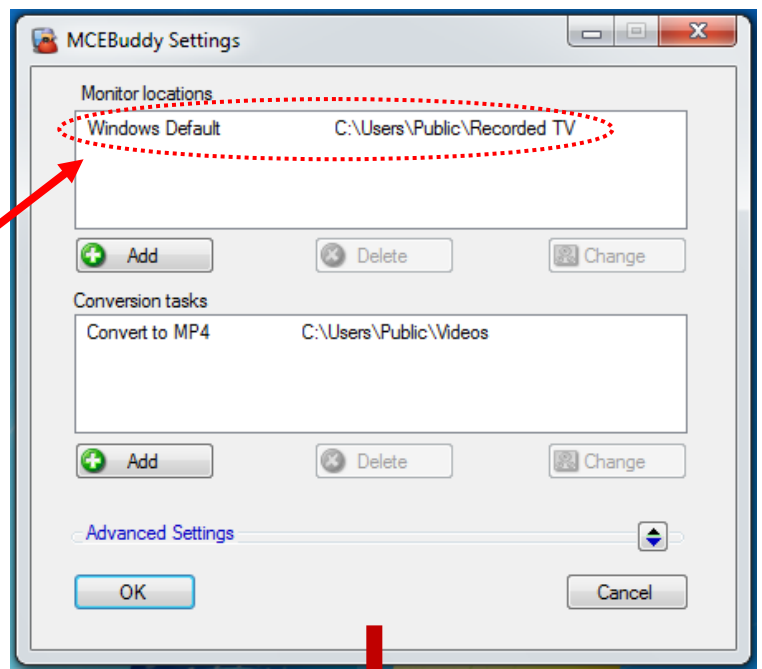 MCEBuddy Settings
Monitor locations
Windows Default C:\Users\Public\Recorded TV
Add Delete Change
Conversion tasks
Convert to MP4 C:\Users\Public\Videos
Add Delete Change
Advanced Settings
OK Cancel